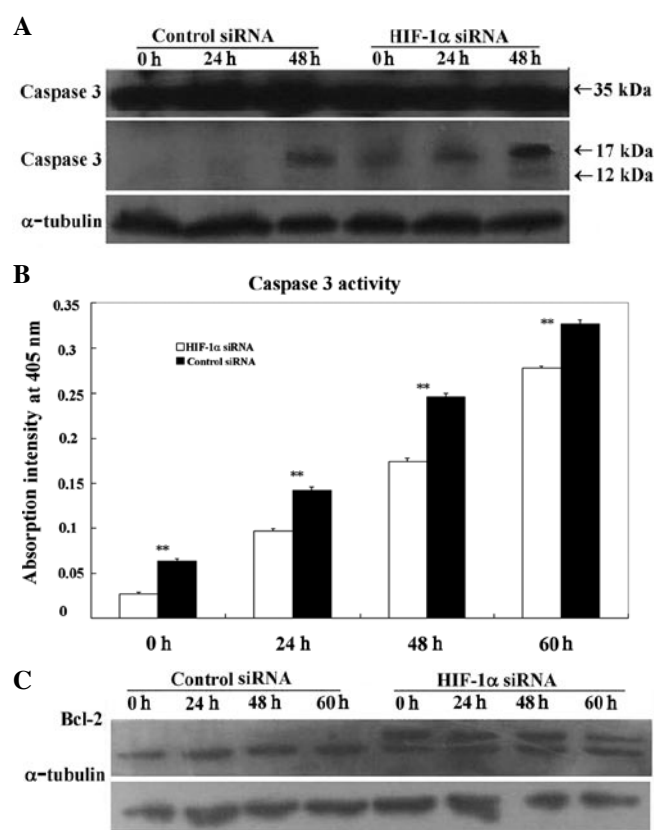 A
Control siRNA HIF-1α siRNA
0 h 24 h 48 h 0 h 24 h 48 h
Caspase 3 ←35 kDa
Caspase 3 ←17 kDa
←12 kDa
α-tubulin
B
Caspase 3 activity
Absorption intensity at 405 nm
0.35
0.3
0.25
0.2
0.15
0.1
0.05
0
HIF-1α siRNA
Control siRNA
** ** ** **
0 h 24 h 48 h 60 h
C
Control siRNA HIF-1α siRNA
0 h 24 h 48 h 60 h 0 h 24 h 48 h 60 h
Bcl-2
α-tubulin